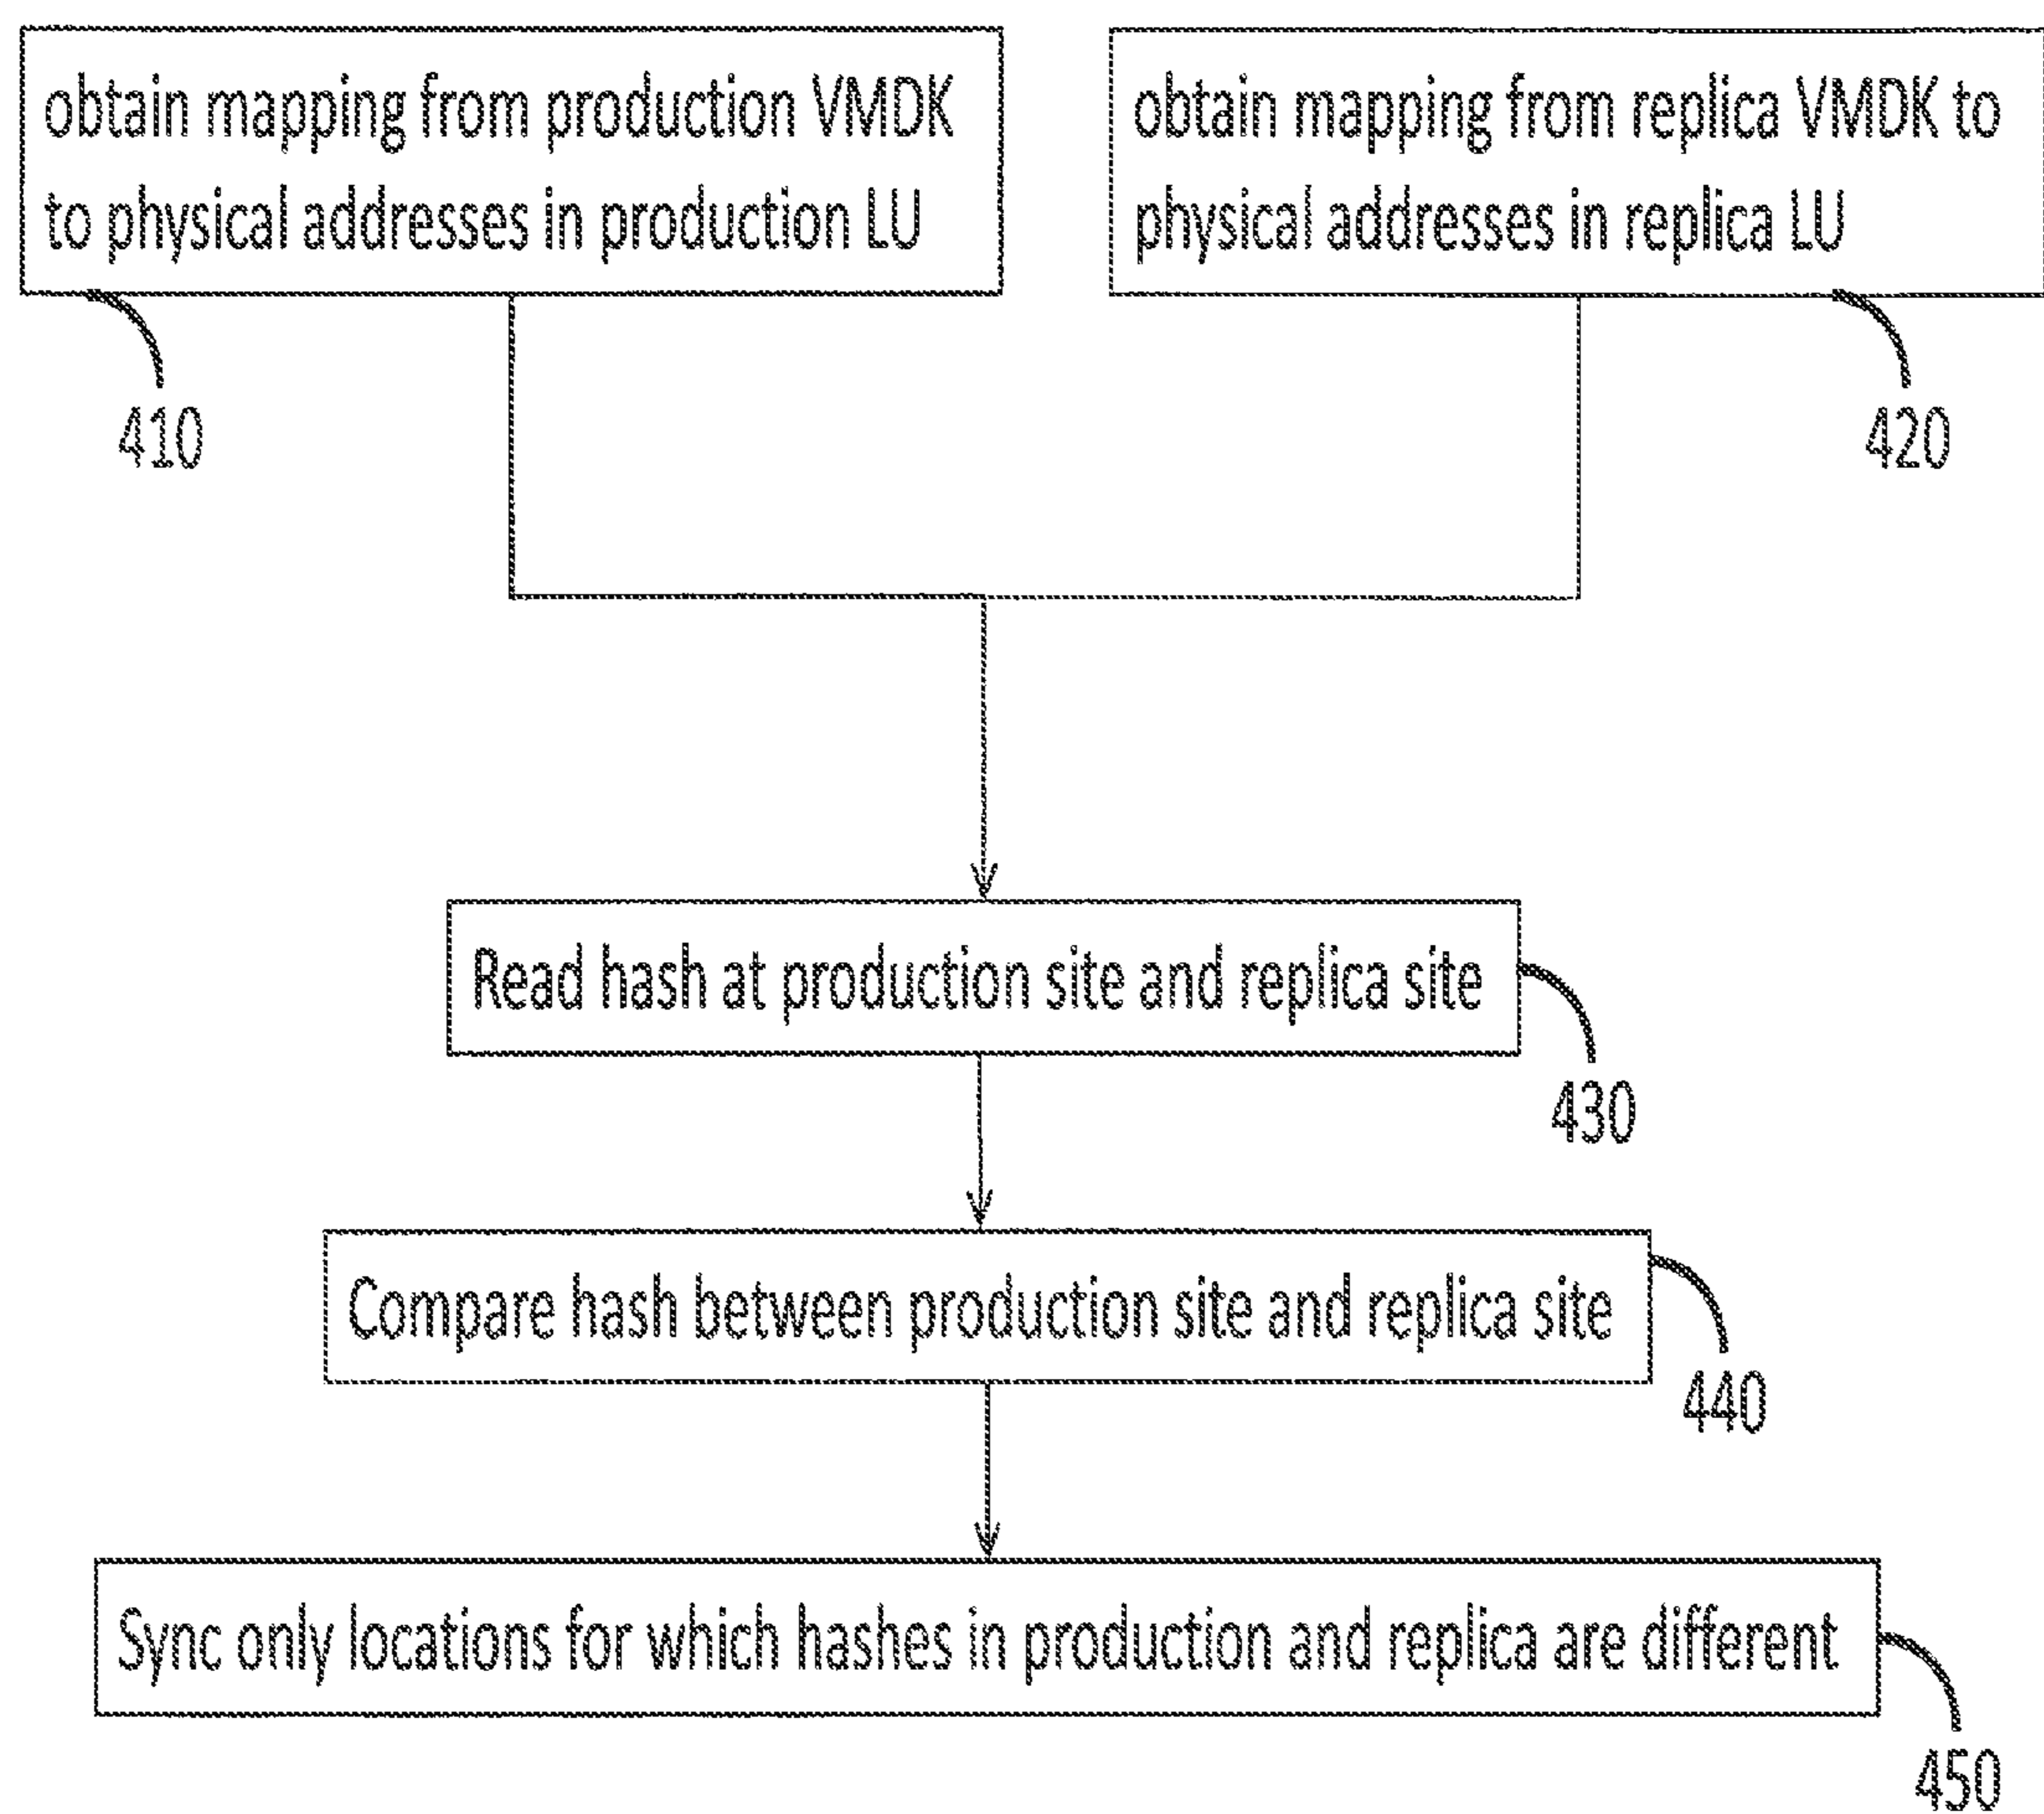 obtain mapping from production VMDK
to physical addresses in production LU
obtain mapping from replica VMDK to
physical addresses in replica LU
410
420
Read hash at production site and replica site
430
Compare hash between production site and replica site
440
Sync only locations for which hashes in production and replica are different
450